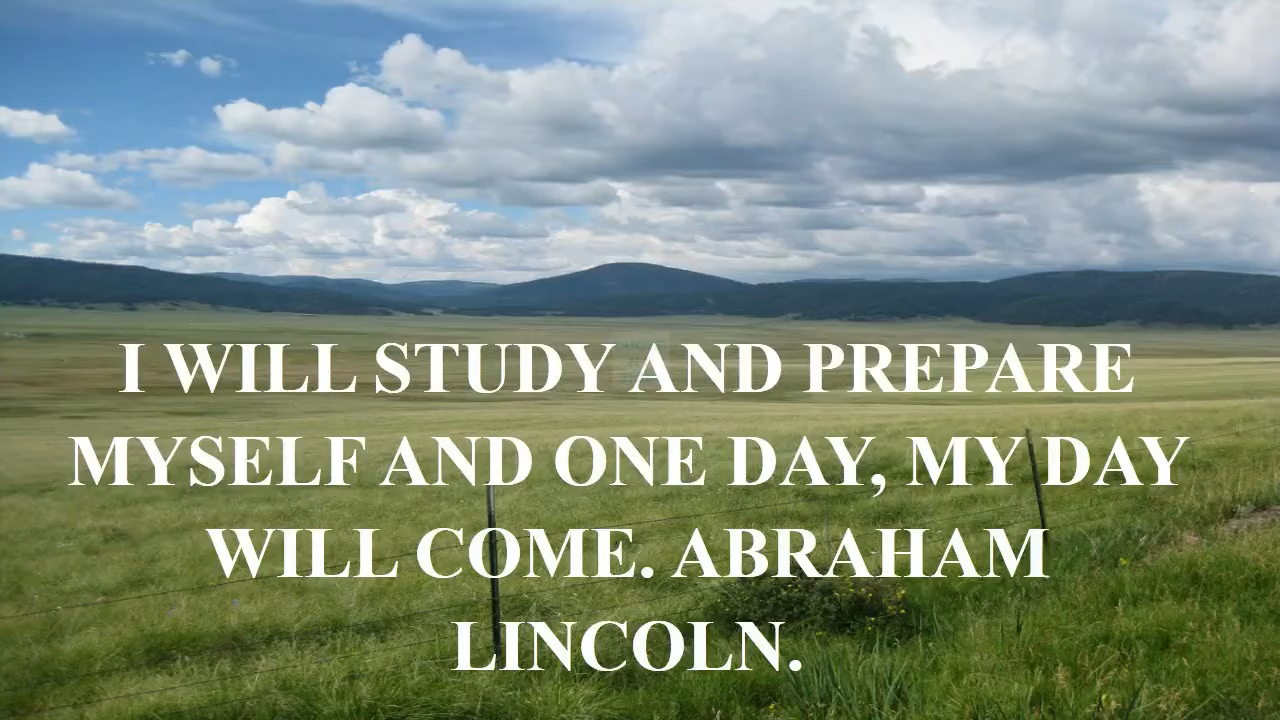 I WILL STUDY AND PREPARE
MYSELF AND ONE DAY, MY DAY
WILL COME. ABRAHAM
LINCOLN.